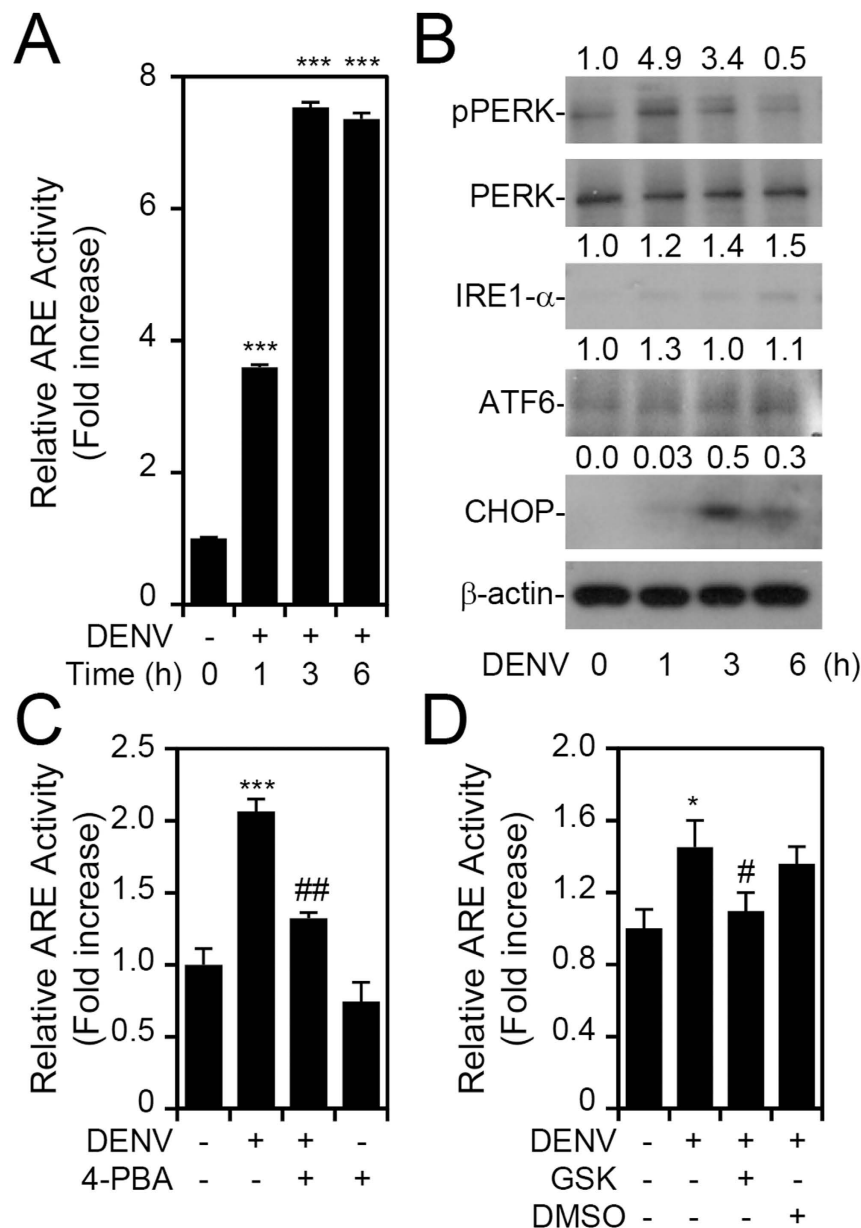 A
Relative ARE Activity
(Fold increase)
8
6
4
2
0
*** ***
***
DENV - + + +
Time (h) 0 1 3 6
B
1.0 4.9 3.4 0.5
pPERK-
PERK-
1.0 1.2 1.4 1.5
IRE1-α-
1.0 1.3 1.0 1.1
ATF6-
0.0 0.03 0.5 0.3
CHOP-
β-actin-
DENV 0 1 3 6 (h)
C
Relative ARE Activity
(Fold increase)
2.5
2.0
1.5
1.0
0.5
0
***
##
DENV - + + -
4-PBA - - + +
D
Relative ARE Activity
(Fold increase)
2.0
1.6
1.2
0.8
0.4
0
*
#
DENV - + + +
GSK - - + -
DMSO - - - +